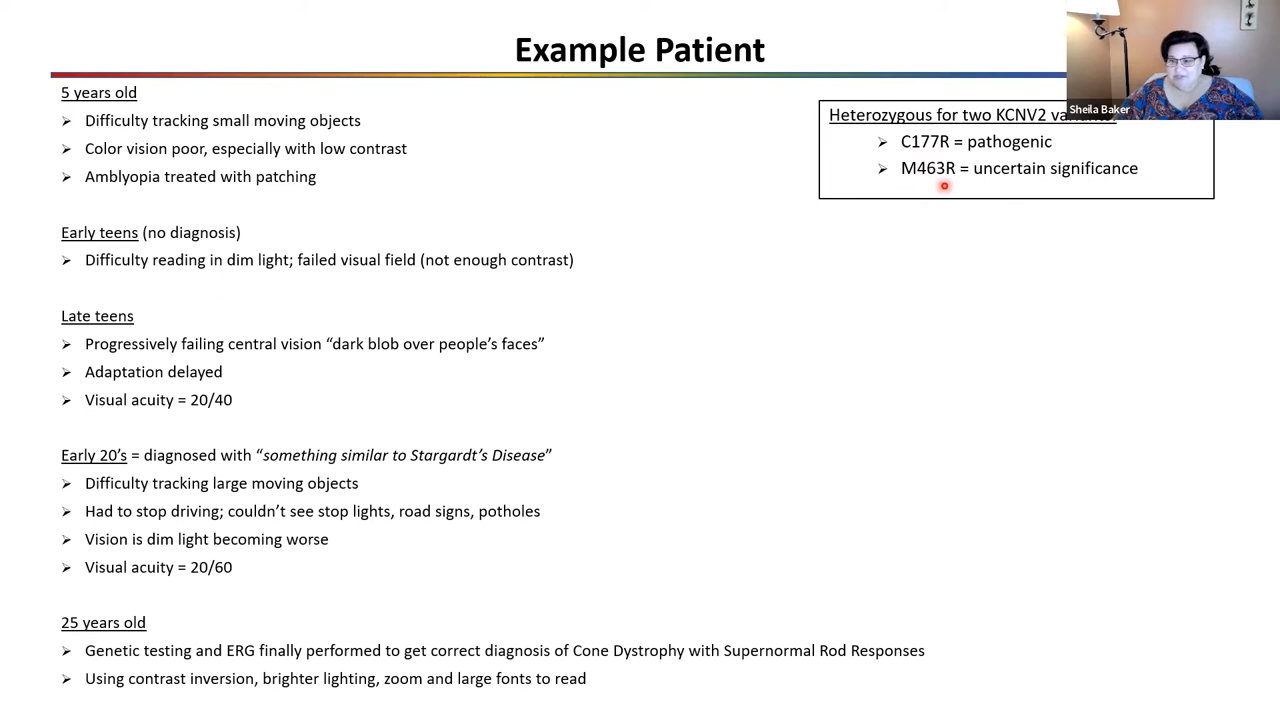 Example Patient
5 years old
➢ Difficulty tracking small moving objects
➢ Color vision poor, especially with low contrast
➢ Amblyopia treated with patching
Early teens (no diagnosis)
➢ Difficulty reading in dim light; failed visual field (not enough contrast)
Late teens
➢ Progressively failing central vision “dark blob over people’s faces”
➢ Adaptation delayed
➢ Visual acuity = 20/40
Early 20’s = diagnosed with “something similar to Stargardt’s Disease”
➢ Difficulty tracking large moving objects
➢ Had to stop driving; couldn’t see stop lights, road signs, potholes
➢ Vision is dim light becoming worse
➢ Visual acuity = 20/60
25 years old
➢ Genetic testing and ERG finally performed to get correct diagnosis of Cone Dystrophy with Supernormal Rod Responses
➢ Using contrast inversion, brighter lighting, zoom and large fonts to read
Heterozygous for two KCNV2
➢ C177R = pathogenic
➢ M463R = uncertain significance
Sheila Baker